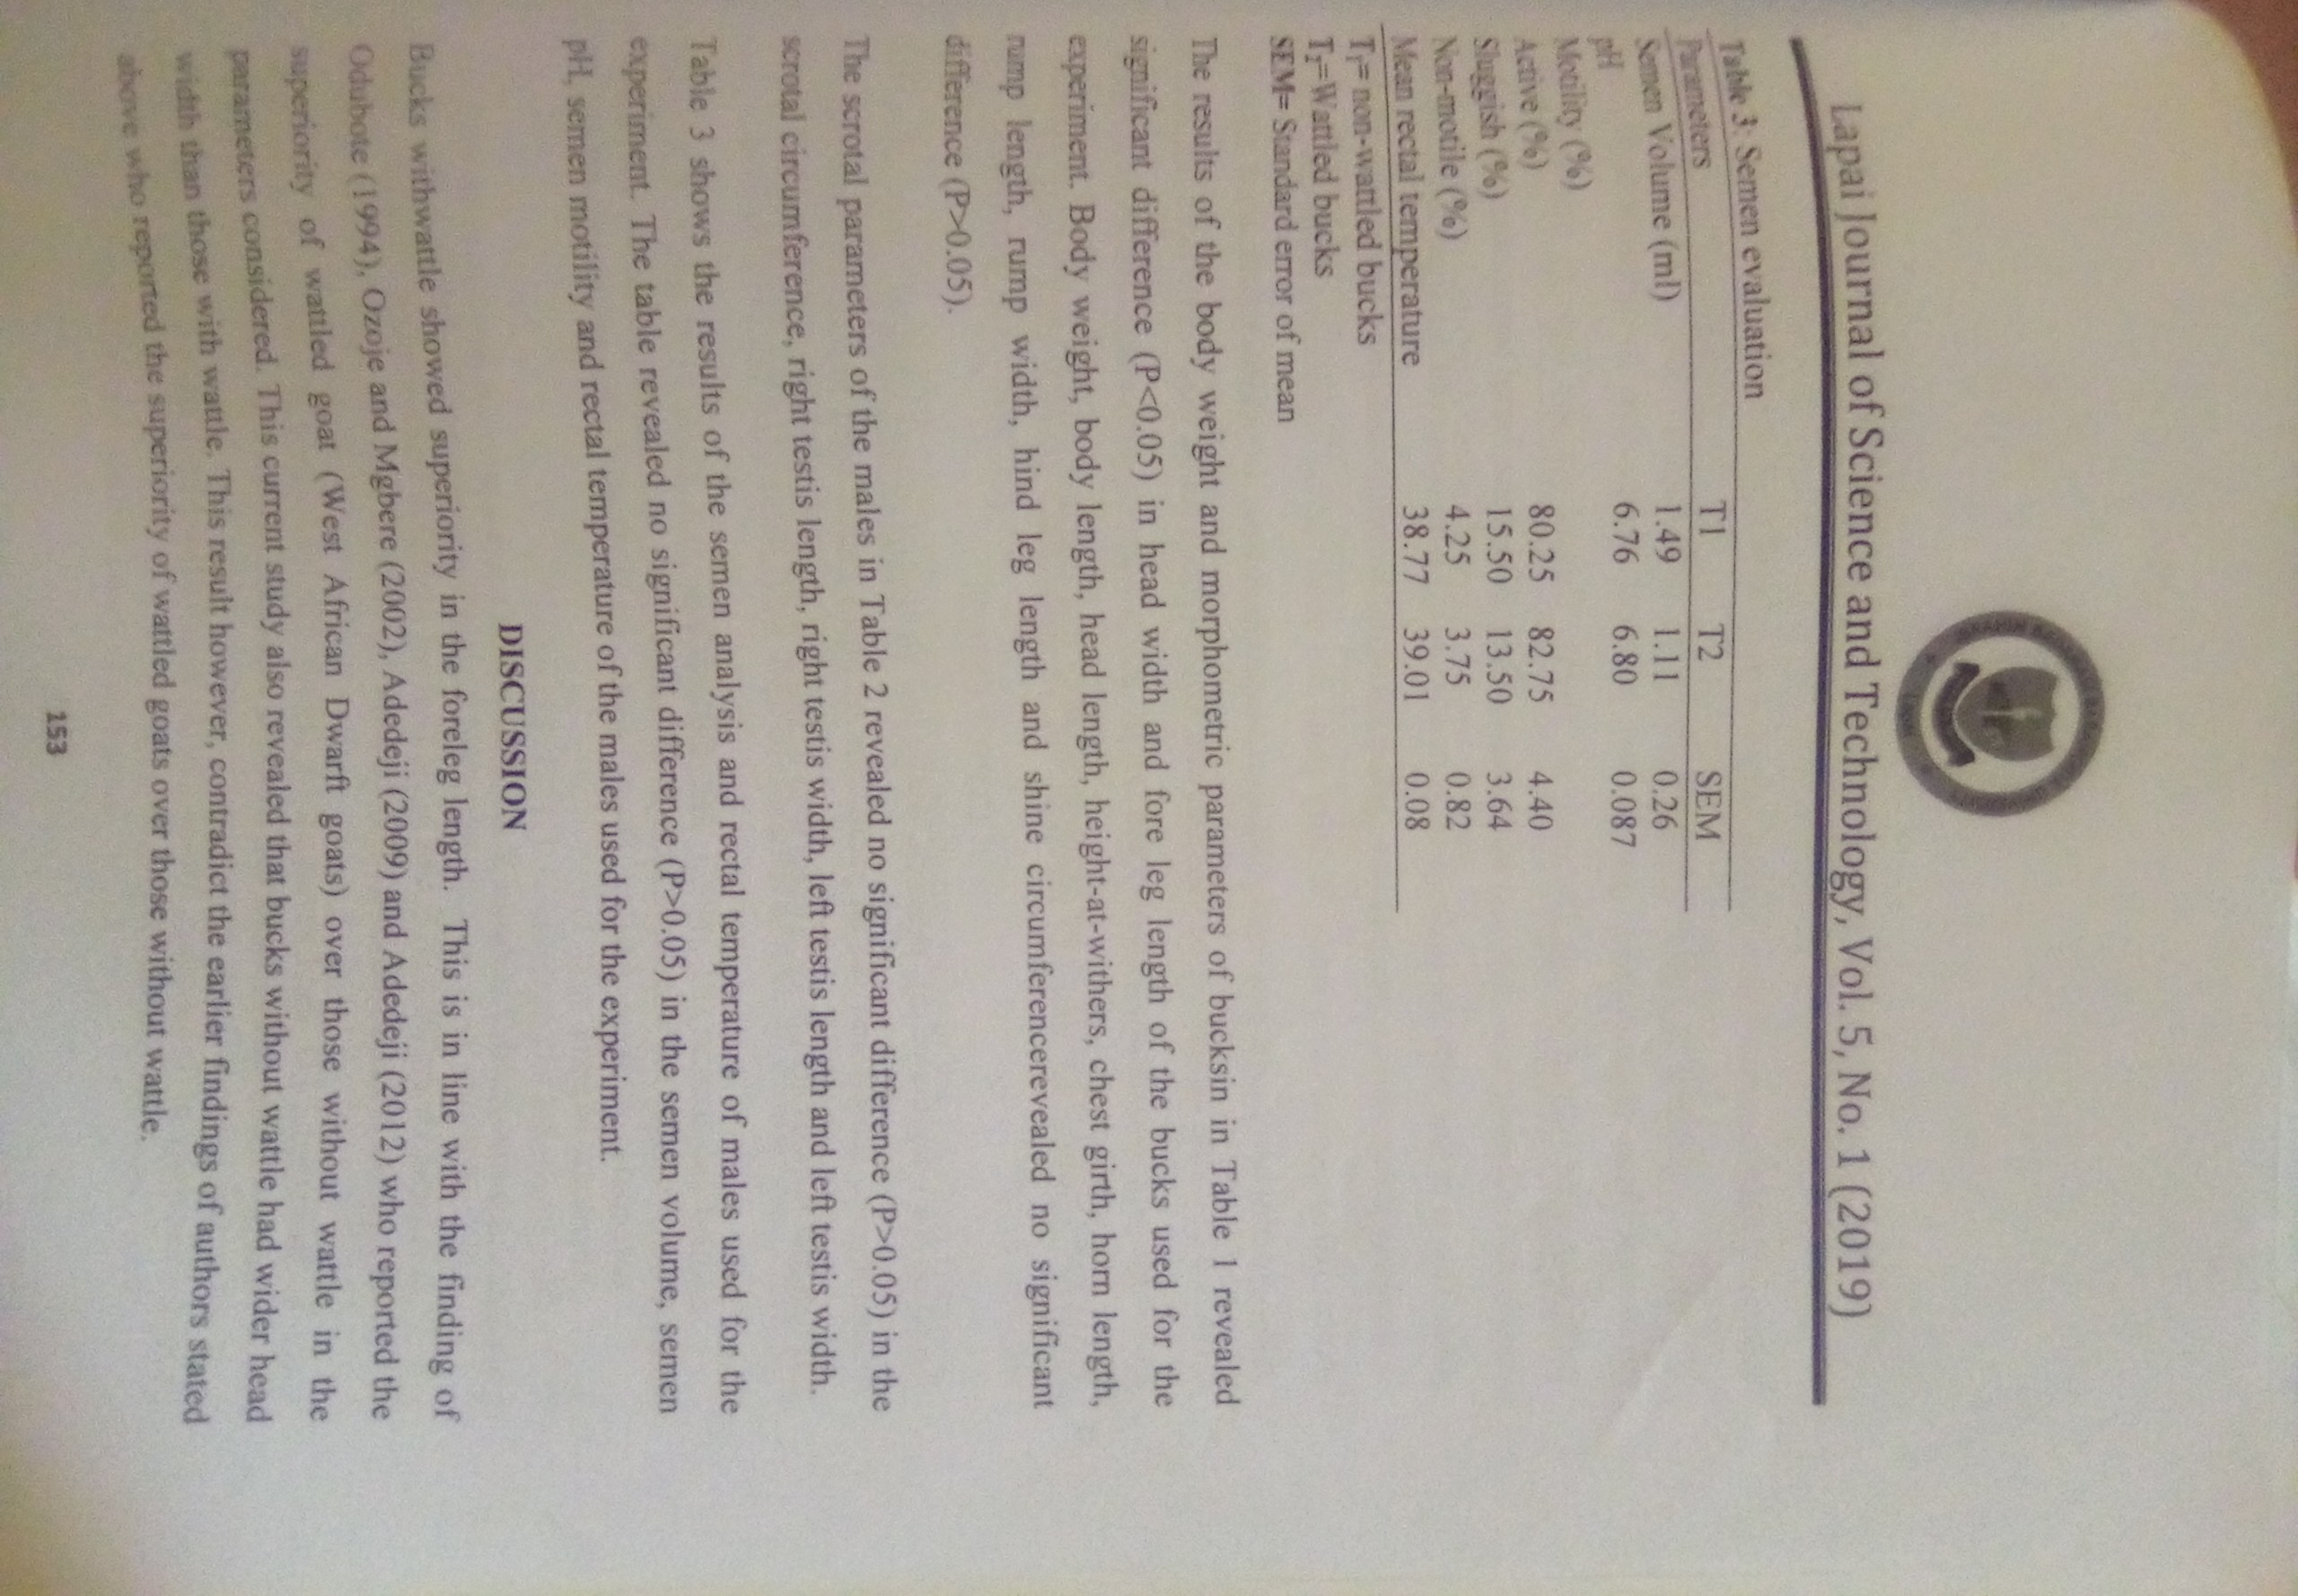 Lapai Journal of Science and Technology, Vol. 5, No. 1 (2019)
Table 3: Semen evaluation
Parameters T1 T2 SEM
Semen Volume (ml) 1.49 1.11 0.26
pH 6.76 6.80 0.087
Motility (%)
Active (%) 80.25 82.75 4.40
Sluggish (%) 15.50 13.50 3.64
Non-motile (%) 4.25 3.75 0.82
Mean rectal temperature 38.77 39.01 0.08
non-wattled bucks
Wattled bucks
SEM= Standard error of mean
The results of the body weight and morphometric parameters of bucksin in Table 1 revealed
significant difference (P<0.05) in head width and fore leg length of the bucks used for the
experiment. Body weight, body length, head length, height-at-withers, chest girth, horn length,
rump length, rump width, hind leg length and shine circumferencerevealed no significant
difference (P>0.05).
The scrotal parameters of the males in Table 2 revealed no significant difference (P>0.05) in the
scrotal circumference, right testis length, right testis width, left testis length and left testis width.
Table 3 shows the results of the semen analysis and rectal temperature of males used for the
experiment. The table revealed no significant difference (P>0.05) in the semen volume, semen
pH, semen motility and rectal temperature of the males used for the experiment.
DISCUSSION
Bucks withwattle showed superiority in the foreleg length. This is in line with the finding of
Odubote (1994), Ozoje and Mgbere (2002), Adedeji (2009) and Adedeji (2012) who reported the
superiority of wattled goat (West African Dwarft goats) over those without wattle in the
parameters considered. This current study also revealed that bucks without wattle had wider head
width than those with wattle. This result however, contradict the earlier findings of authors stated
above who reported the superiority of wattled goats over those without wattle.
153